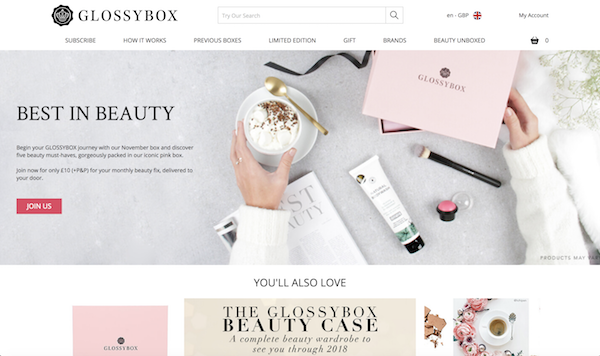 GLOSSYBOX
Try Our Search
en - GBP
My Account
SUBSCRIBE
HOW IT WORKS
PREVIOUS BOXES
LIMITED EDITION
GIFT
BRANDS
BEAUTY UNBOXED
0
BEST IN BEAUTY
Begin your GLOSSYBOX journey with our November box and discover
five beauty must-haves, gorgeously packed in our iconic pink box.
Join now for only £10 (+P&P) for your monthly beauty fix, delivered to
your door.
JOIN US
GLOSSYBOX
BEST
BEAUTY
PRODUCTS MAY
YOU'LL ALSO LOVE
GLOSSYBOX
THE GLOSSYBOX
BEAUTY CASE
A complete beauty wardrobe to
see you through 2018